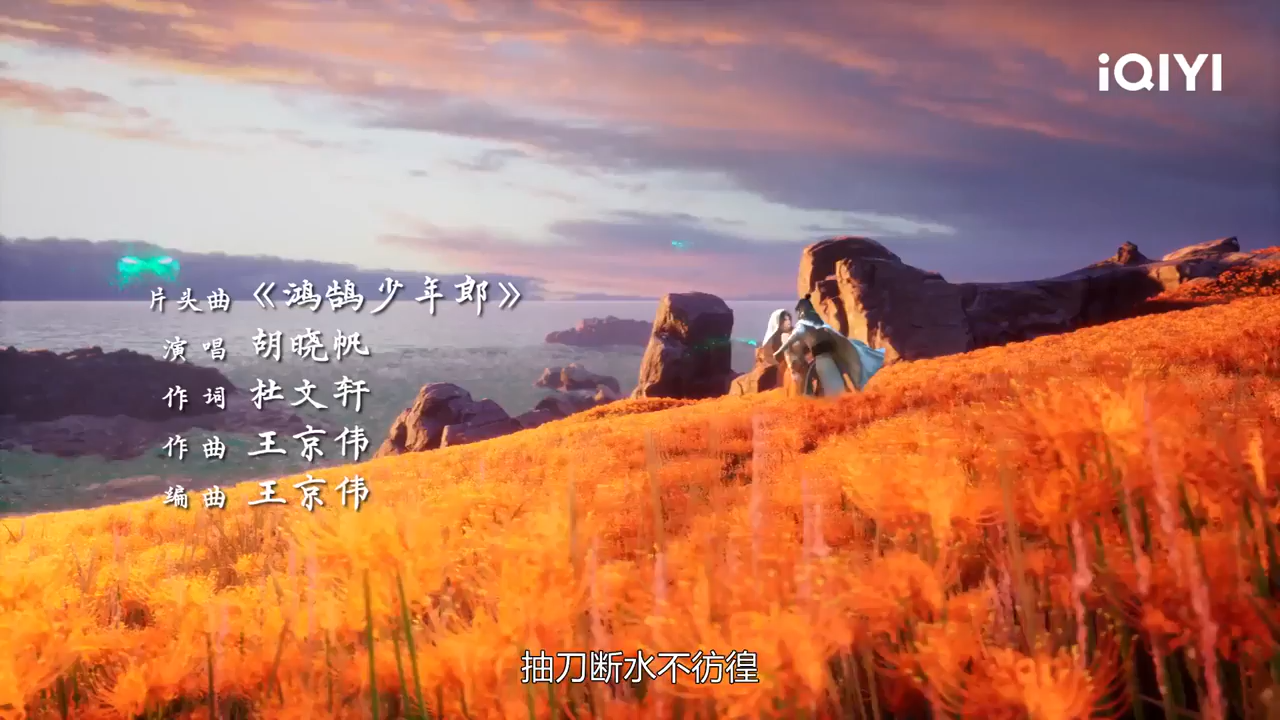 iQIYI
片头曲 《鸿鹄少年郎》
演唱 胡晓帆
作词 杜文轩
作曲 王京伟
编曲 王京伟
抽刀断水不彷徨